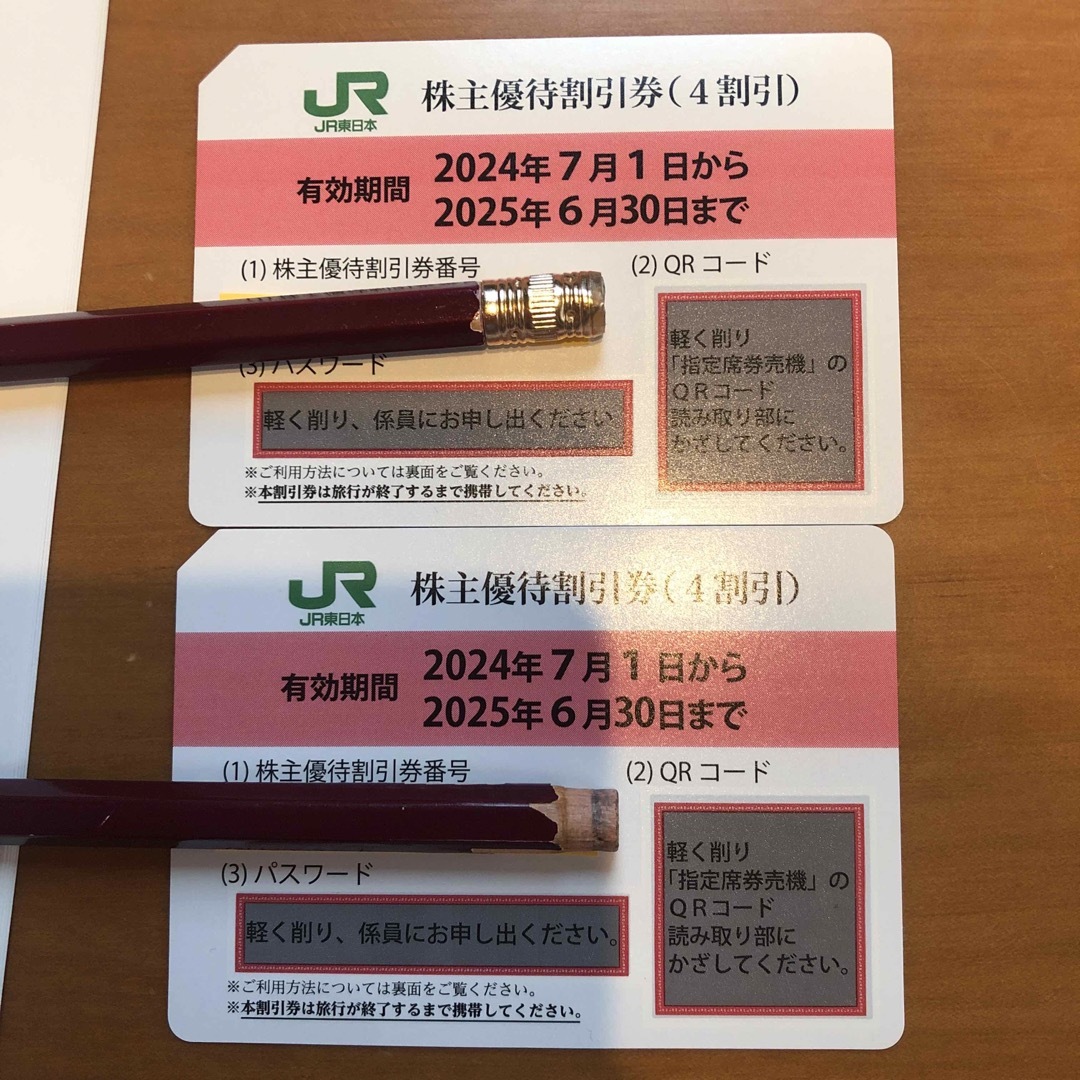 JR
JR東日本
株主優待割引券(4割引)
有効期間
2024年7月1日から
2025年6月30日まで
(1) 株主優待割引券番号
(2) QRコード
(3) パスワード
軽く削り、係員にお申し出ください
軽く削り
「指定席券売機」の
QRコード
読み取り部に
かざしてください。
※ご利用方法については裏面をご覧ください。
※本割引券は旅行が終了するまで携帯してください。
JR
JR東日本
株主優待割引券(4割引)
有効期間
2024年7月1日から
2025年6月30日まで
(1) 株主優待割引券番号
(2) QRコード
(3) パスワード
軽く削り、係員にお申し出ください。
軽く削り
「指定席券売機」の
QRコード
読み取り部に
かざしてください。
※ご利用方法については裏面をご覧ください。
※本割引券は旅行が終了するまで携帯してください。